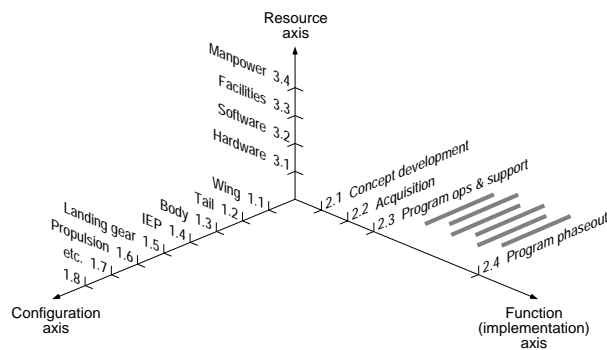 Resource
axis
Manpower 3.4
Facilities 3.3
Software 3.2
Hardware 3.1
Wing 1.1
Tail 1.2
Body 1.3
IEP 1.4
Landing gear 1.5
Propulsion 1.6
etc. 1.7
1.8
2.1 Concept development
2.2 Acquisition
2.3 Program ops & support
2.4 Program phaseout
Configuration
axis
Function
(implementation)
axis